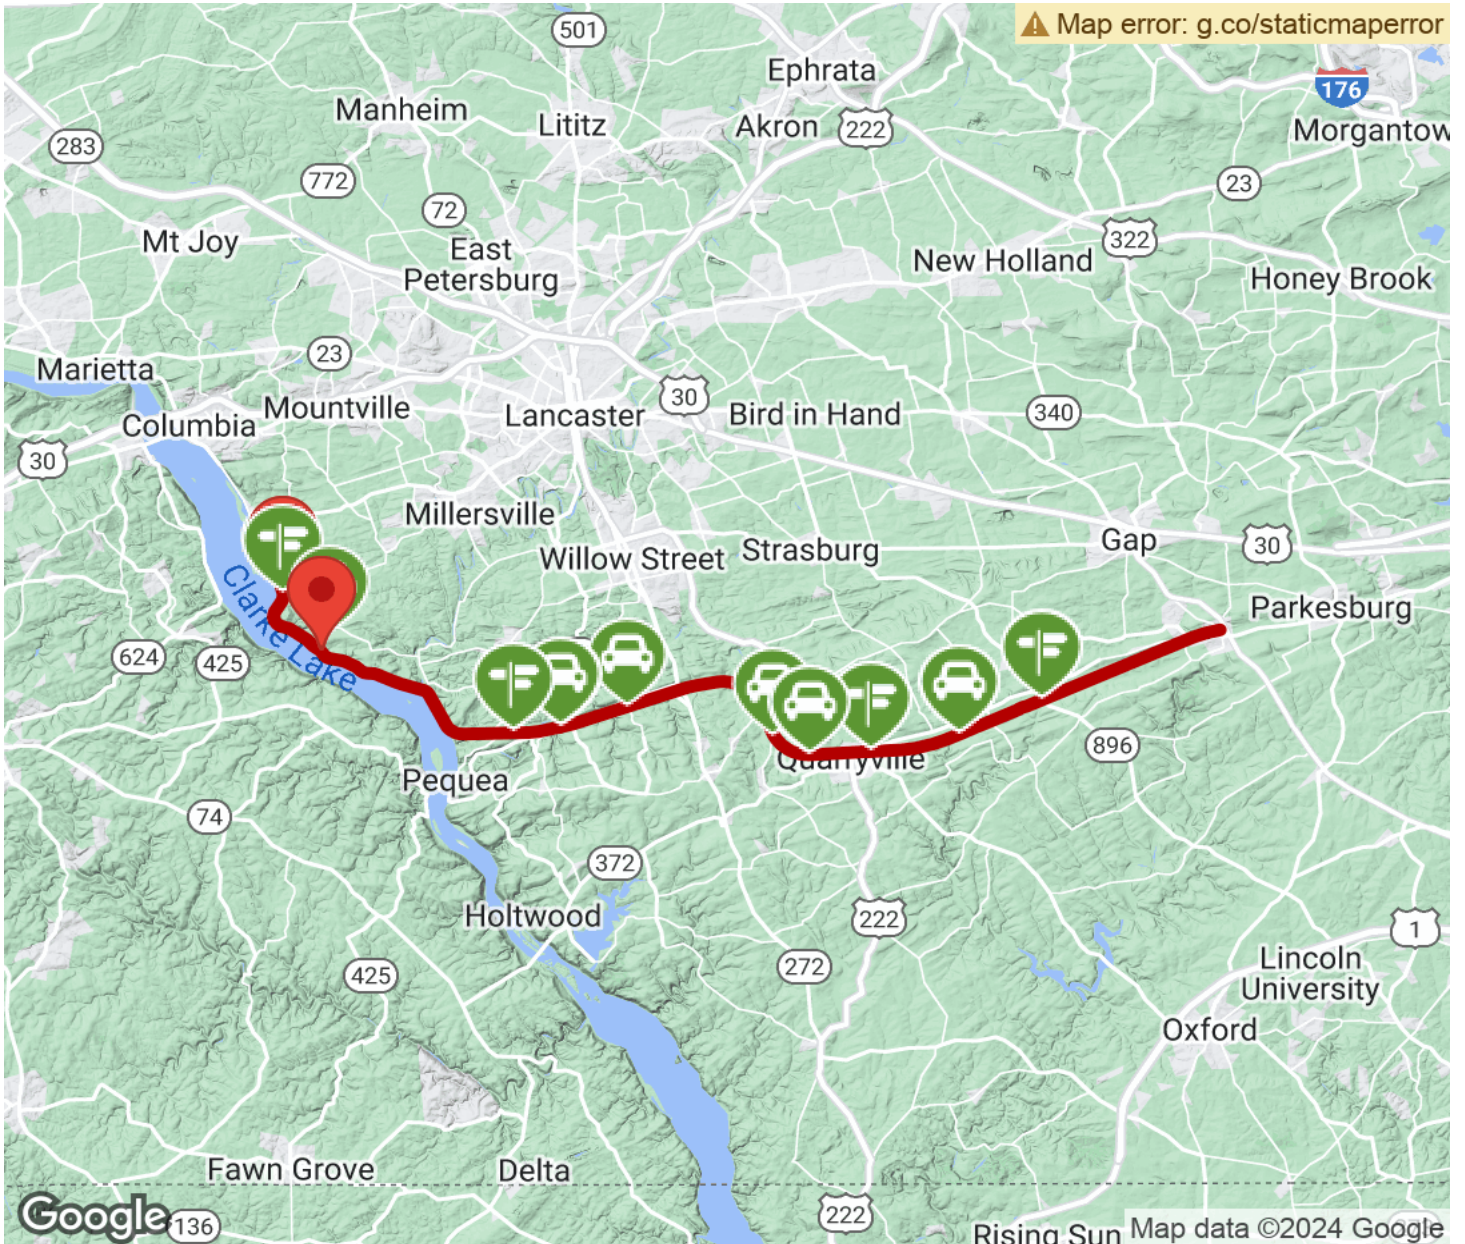 501
Map error: g.co/staticmaperror
Ephrata
176
Manheim
Lititz
Akron
222
Morgantow
283
772
23
72
Mt Joy
East
Petersburg
322
New Holland
Honey Brook
23
Marietta
30
Mountville
Lancaster
Bird in Hand
340
Columbia
30
Millersville
Gap
30
Willow Street
Strasburg
Clarke Lake
Parkesburg
624
425
896
Quarryville
Pequea
74
372
Holtwood
222
1
272
425
Lincoln
University
Oxford
Fawn Grove
Delta
Google
136
222
Rising Sun
Map data ©2024 Google